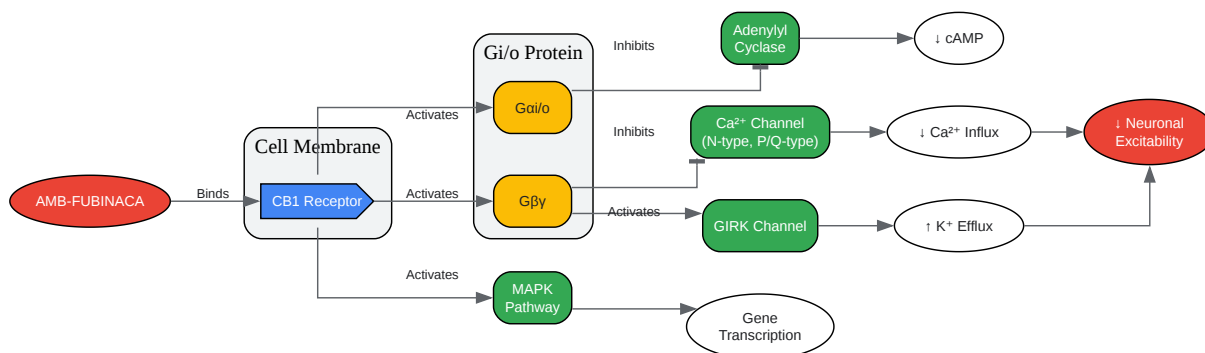 Adenylyl
Cyclase
Inhibits
↓ cAMP
Gi/o Protein
Gαi/o
Activates
Ca²⁺ Channel
(N-type, P/Q-type)
Inhibits
↓ Ca²⁺ Influx
↓ Neuronal
Excitability
Cell Membrane
AMB-FUBINACA
Binds
CB1 Receptor
Activates
Gβγ
Activates
GIRK Channel
↑ K⁺ Efflux
Activates
MAPK
Pathway
Gene
Transcription